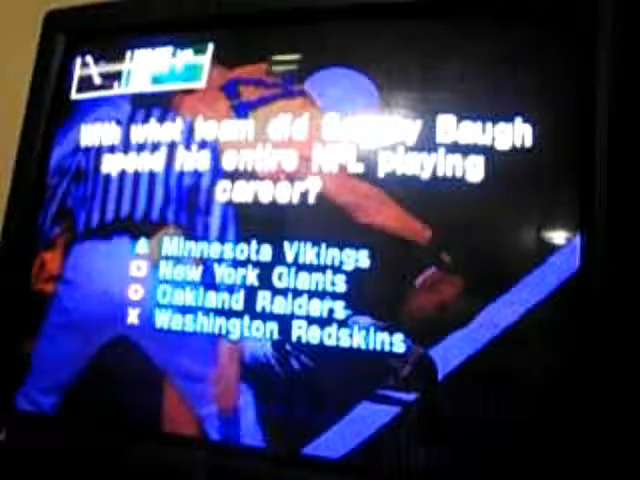 With what team did Sammy Baugh
spend his entire NFL playing
career?
Minnesota Vikings
New York Giants
Oakland Raiders
X Washington Redskins